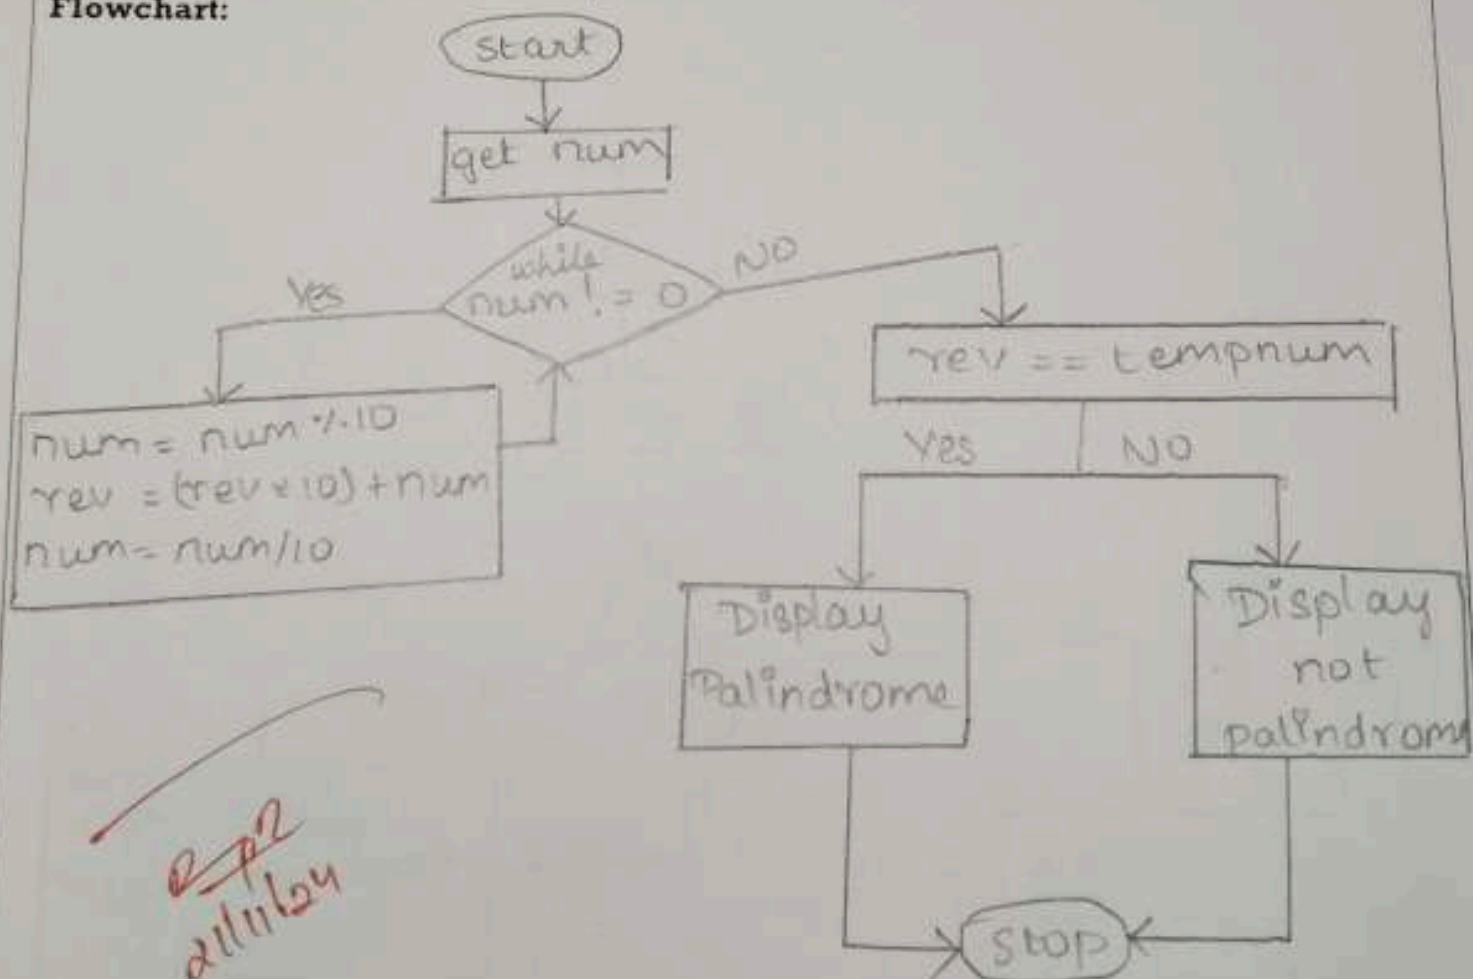 Flowchart:
start
get num
while
num != 0
Yes
NO
num = num %10
rev = (rev * 10) + num
num = num/10
rev == tempnum
Yes
NO
Display
Palindrome
Display
not
palindrom
stop
21/11/24